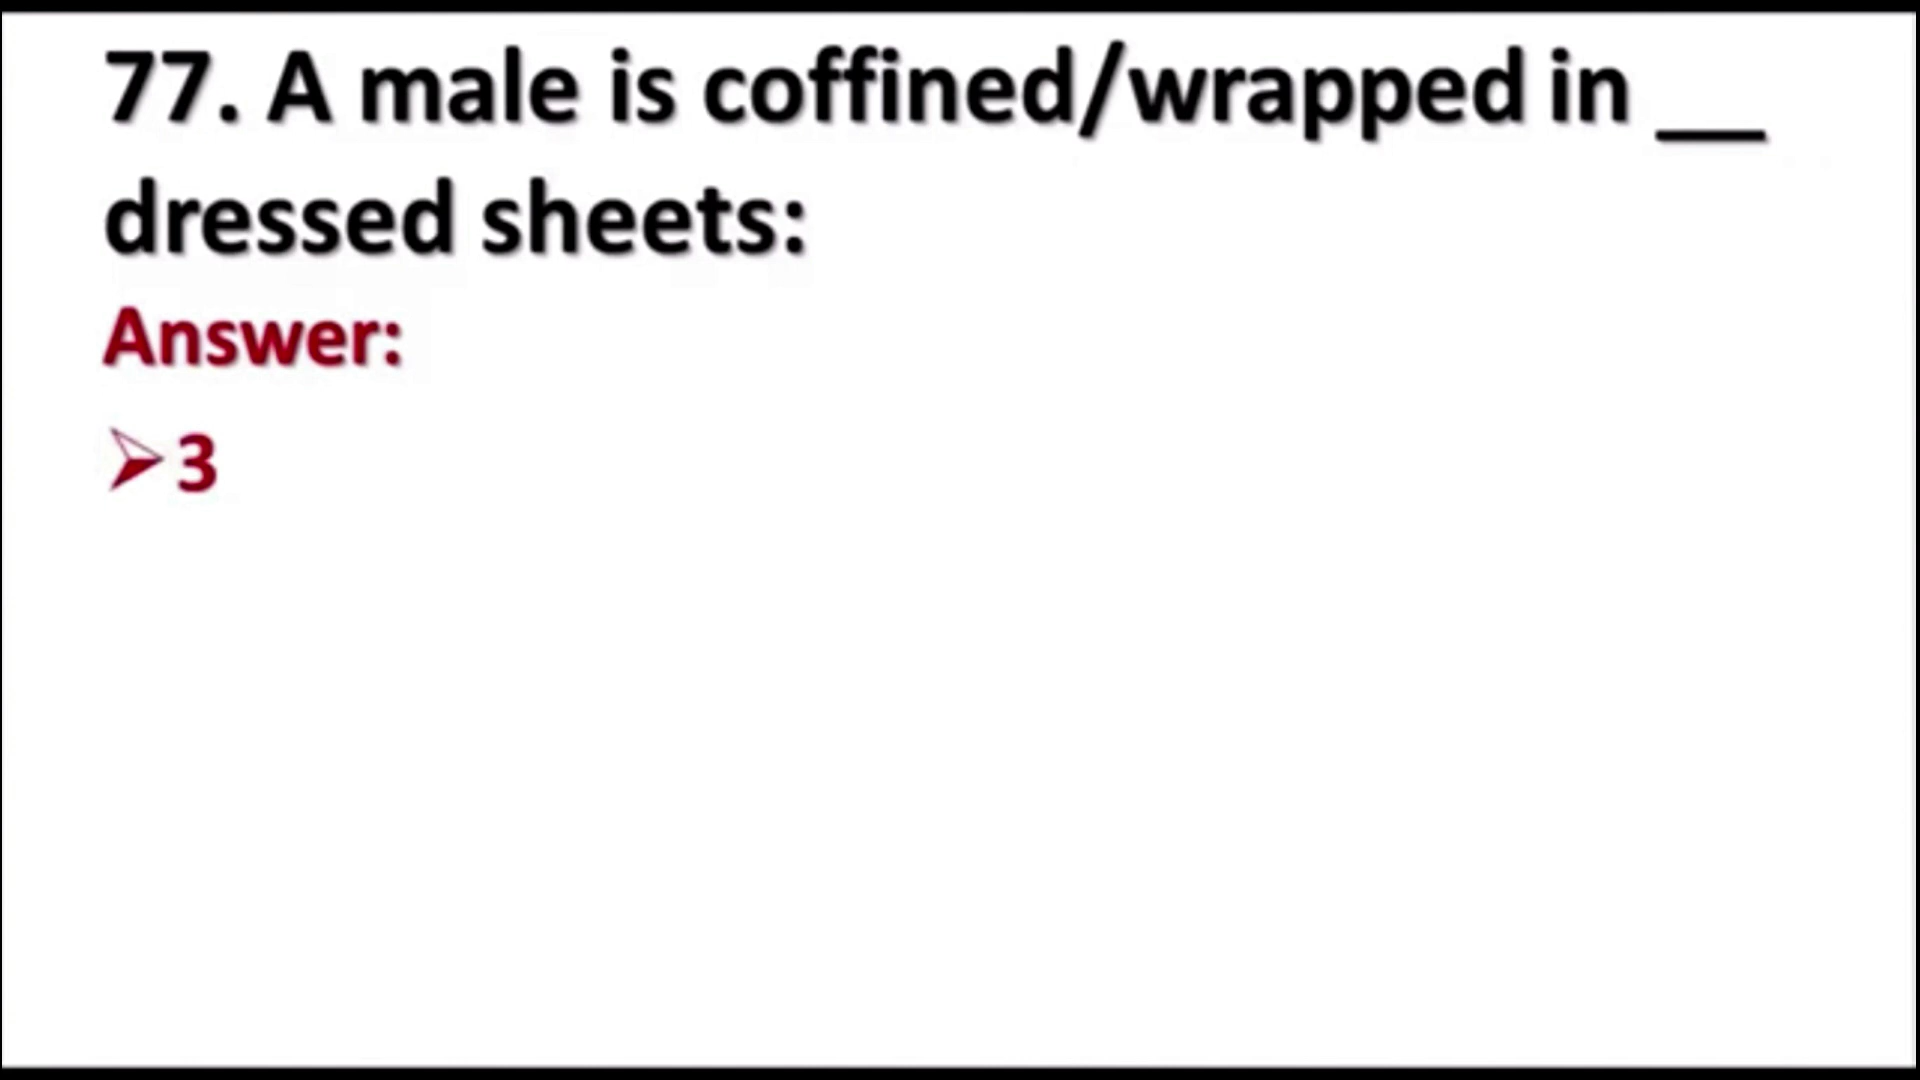 77. A male is coffined/wrapped in __
dressed sheets:
Answer:
➢3